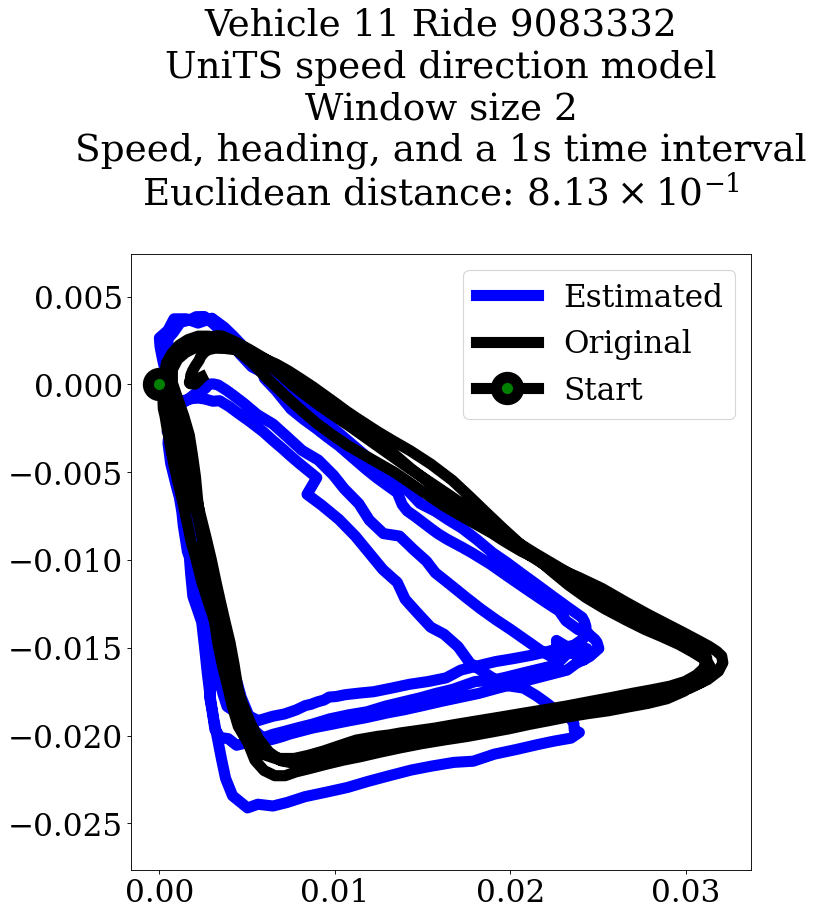 Vehicle 11 Ride 9083332
UniTS speed direction model
Window size 2
Speed, heading, and a 1s time interval
Euclidean distance: 8.13 × 10⁻¹
Estimated
Original
Start
0.005
0.000
−0.005
−0.010
−0.015
−0.020
−0.025
0.00 0.01 0.02 0.03